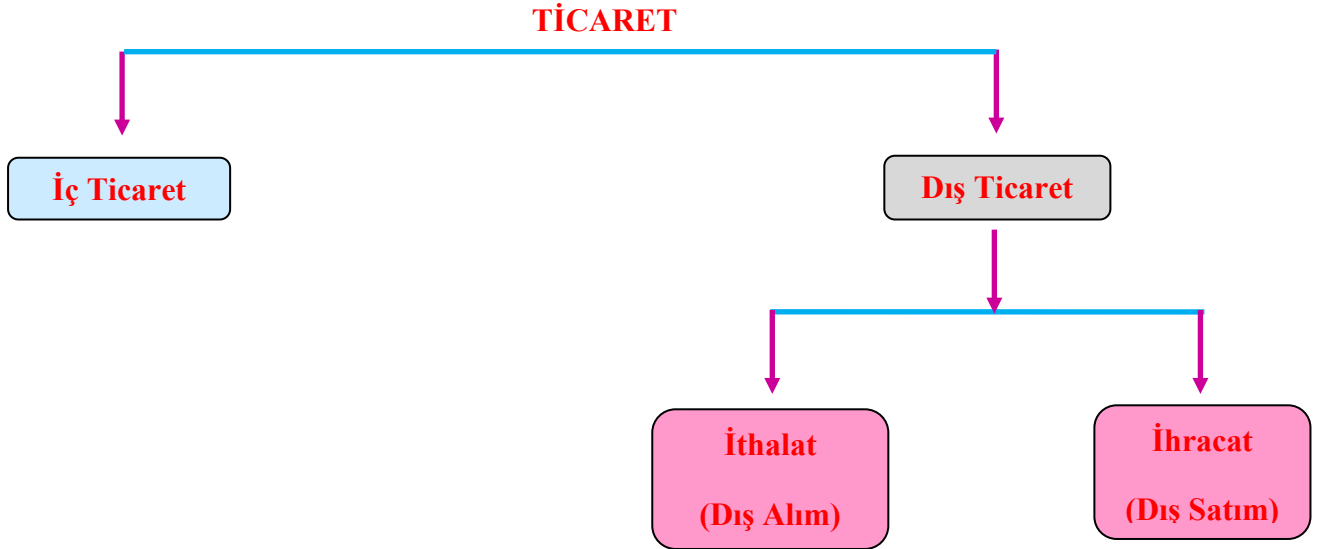 TİCARET
İç Ticaret
Dış Ticaret
İthalat
(Dış Alım)
İhracat
(Dış Satım)